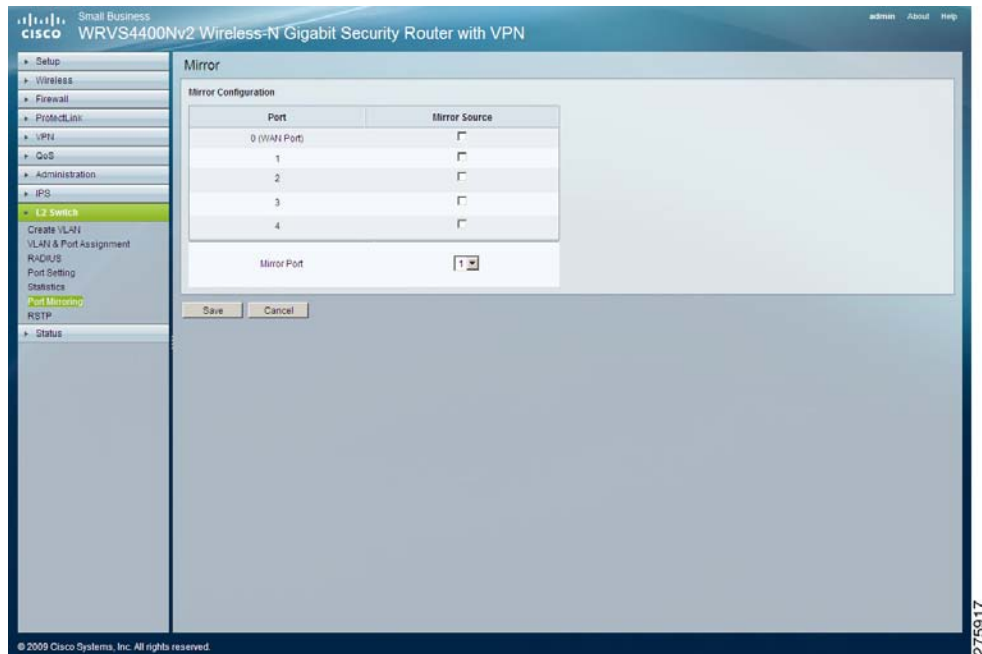 Small Business
cisco WRVS4400Nv2 Wireless-N Gigabit Security Router with VPN
admin About Help
Setup
Wireless
Firewall
ProtectLink
VPN
QoS
Administration
IPS
L2 Switch
Create VLAN
VLAN & Port Assignment
RADIUS
Port Setting
Statistics
Port Mirroring
RSTP
Status
Mirror
Mirror Configuration
Port Mirror Source
0 (WAN Port)
1
2
3
4
Mirror Port 1
Save Cancel
© 2009 Cisco Systems, Inc. All rights reserved.
275917